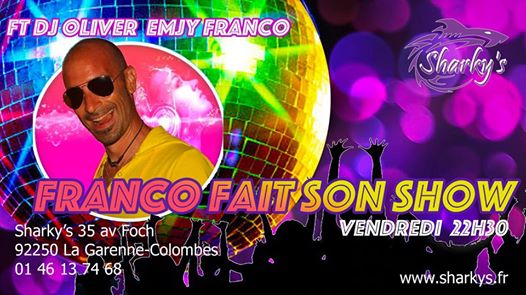 FT DJ OLIVER EMJY FRANCO
Sharky's
FRANCO FAIT SON SHOW
VENDREDI 22H30
Sharky's 35 av Foch
92250 La Garenne-Colombes
01 46 13 74 68
www.sharkys.fr